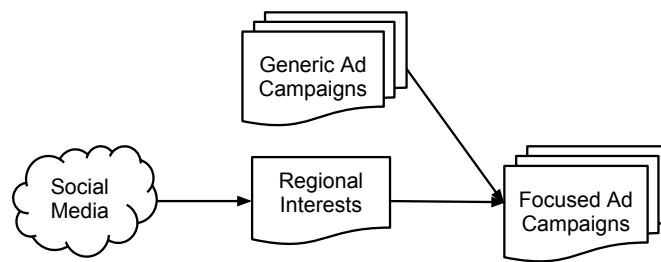 Generic Ad
Campaigns
Social
Media
Regional
Interests
Focused Ad
Campaigns